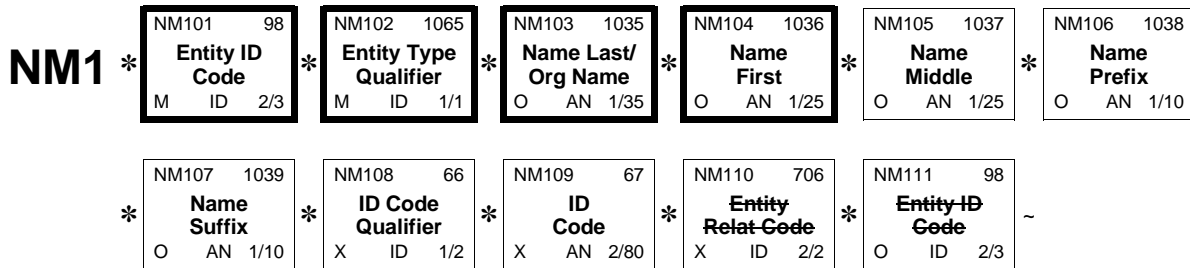 NM101 98 NM102 1065 NM103 1035 NM104 1036 NM105 1037 NM106 1038
NM1 * Entity ID Code * Entity Type Qualifier * Name Last/ Org Name * Name First * Name Middle * Name Prefix
M ID 2/3 M ID 1/1 O AN 1/35 O AN 1/25 O AN 1/25 O AN 1/10
NM107 1039 NM108 66 NM109 67 NM110 706 NM111 98
* Name Suffix * ID Code Qualifier * ID Code * Entity Relat Code * Entity ID Code ~
O AN 1/10 X ID 1/2 X AN 2/80 X ID 2/2 O ID 2/3